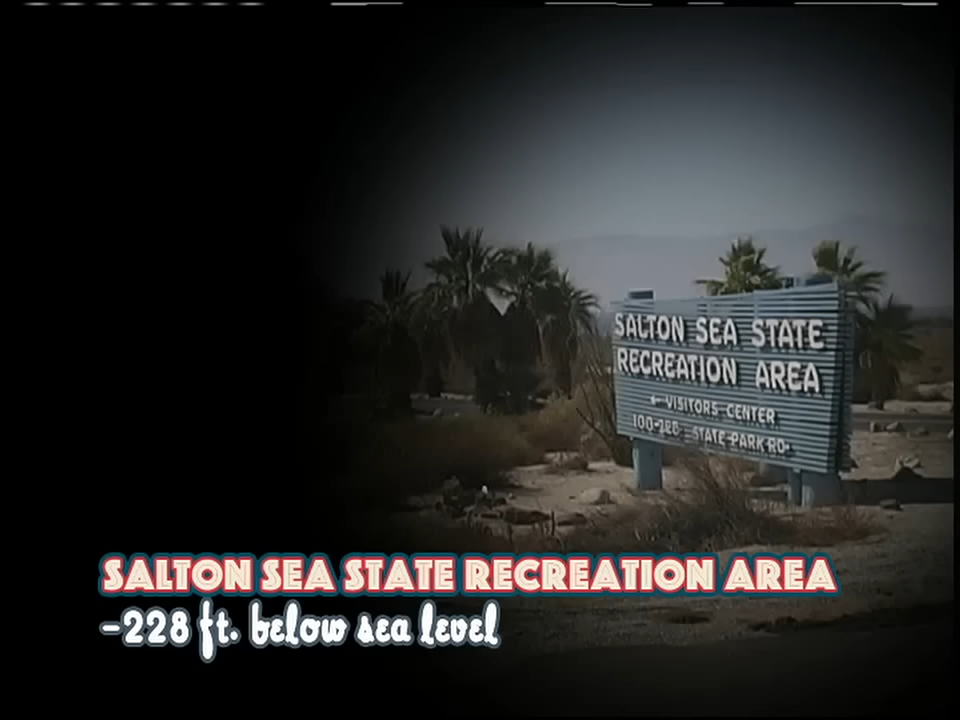 SALTON SEA STATE
RECREATION AREA
← VISITORS CENTER
STATE PARK RD.
SALTON SEA STATE RECREATION AREA
-228 ft. below sea level